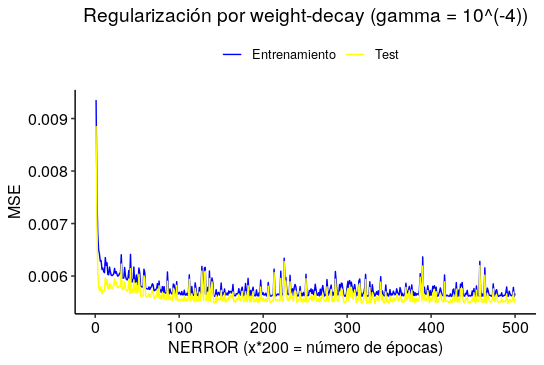 Regularización por weight-decay (gamma = 10^(-4))
Entrenamiento Test
0.009
0.008
0.007
0.006
MSE
0 100 200 300 400 500
NERROR (x*200 = número de épocas)